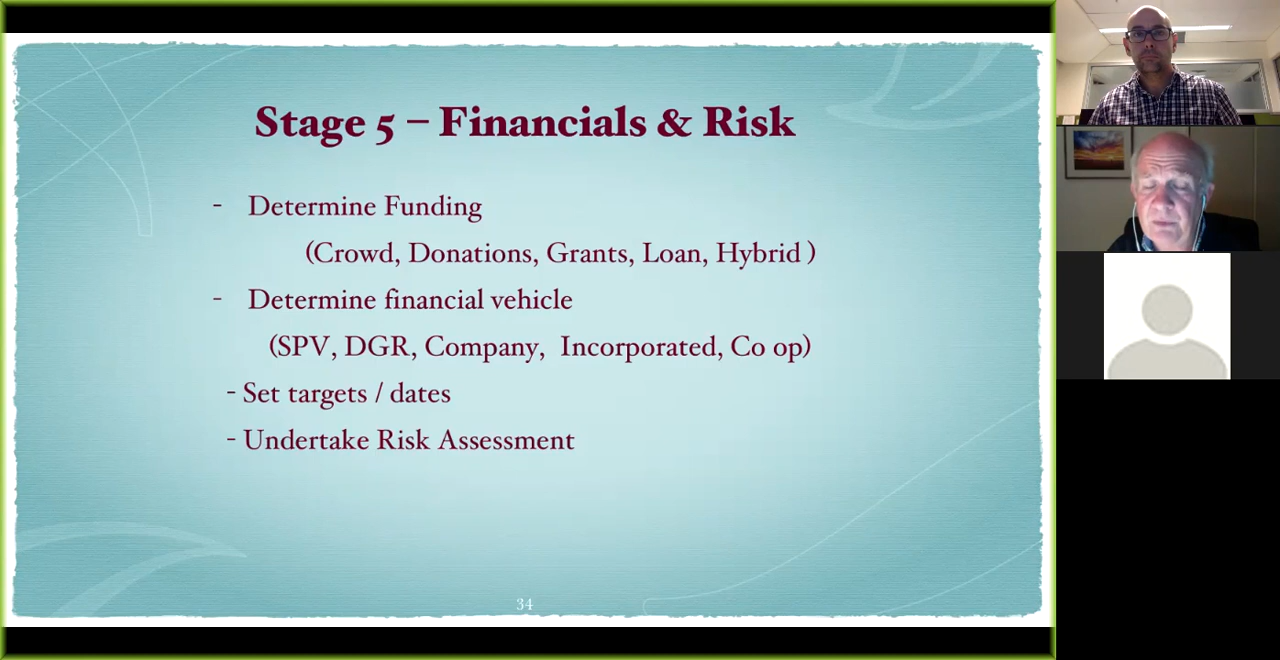 Stage 5 – Financials & Risk
- Determine Funding
(Crowd, Donations, Grants, Loan, Hybrid )
- Determine financial vehicle
(SPV, DGR, Company, Incorporated, Co op)
- Set targets / dates
- Undertake Risk Assessment
34